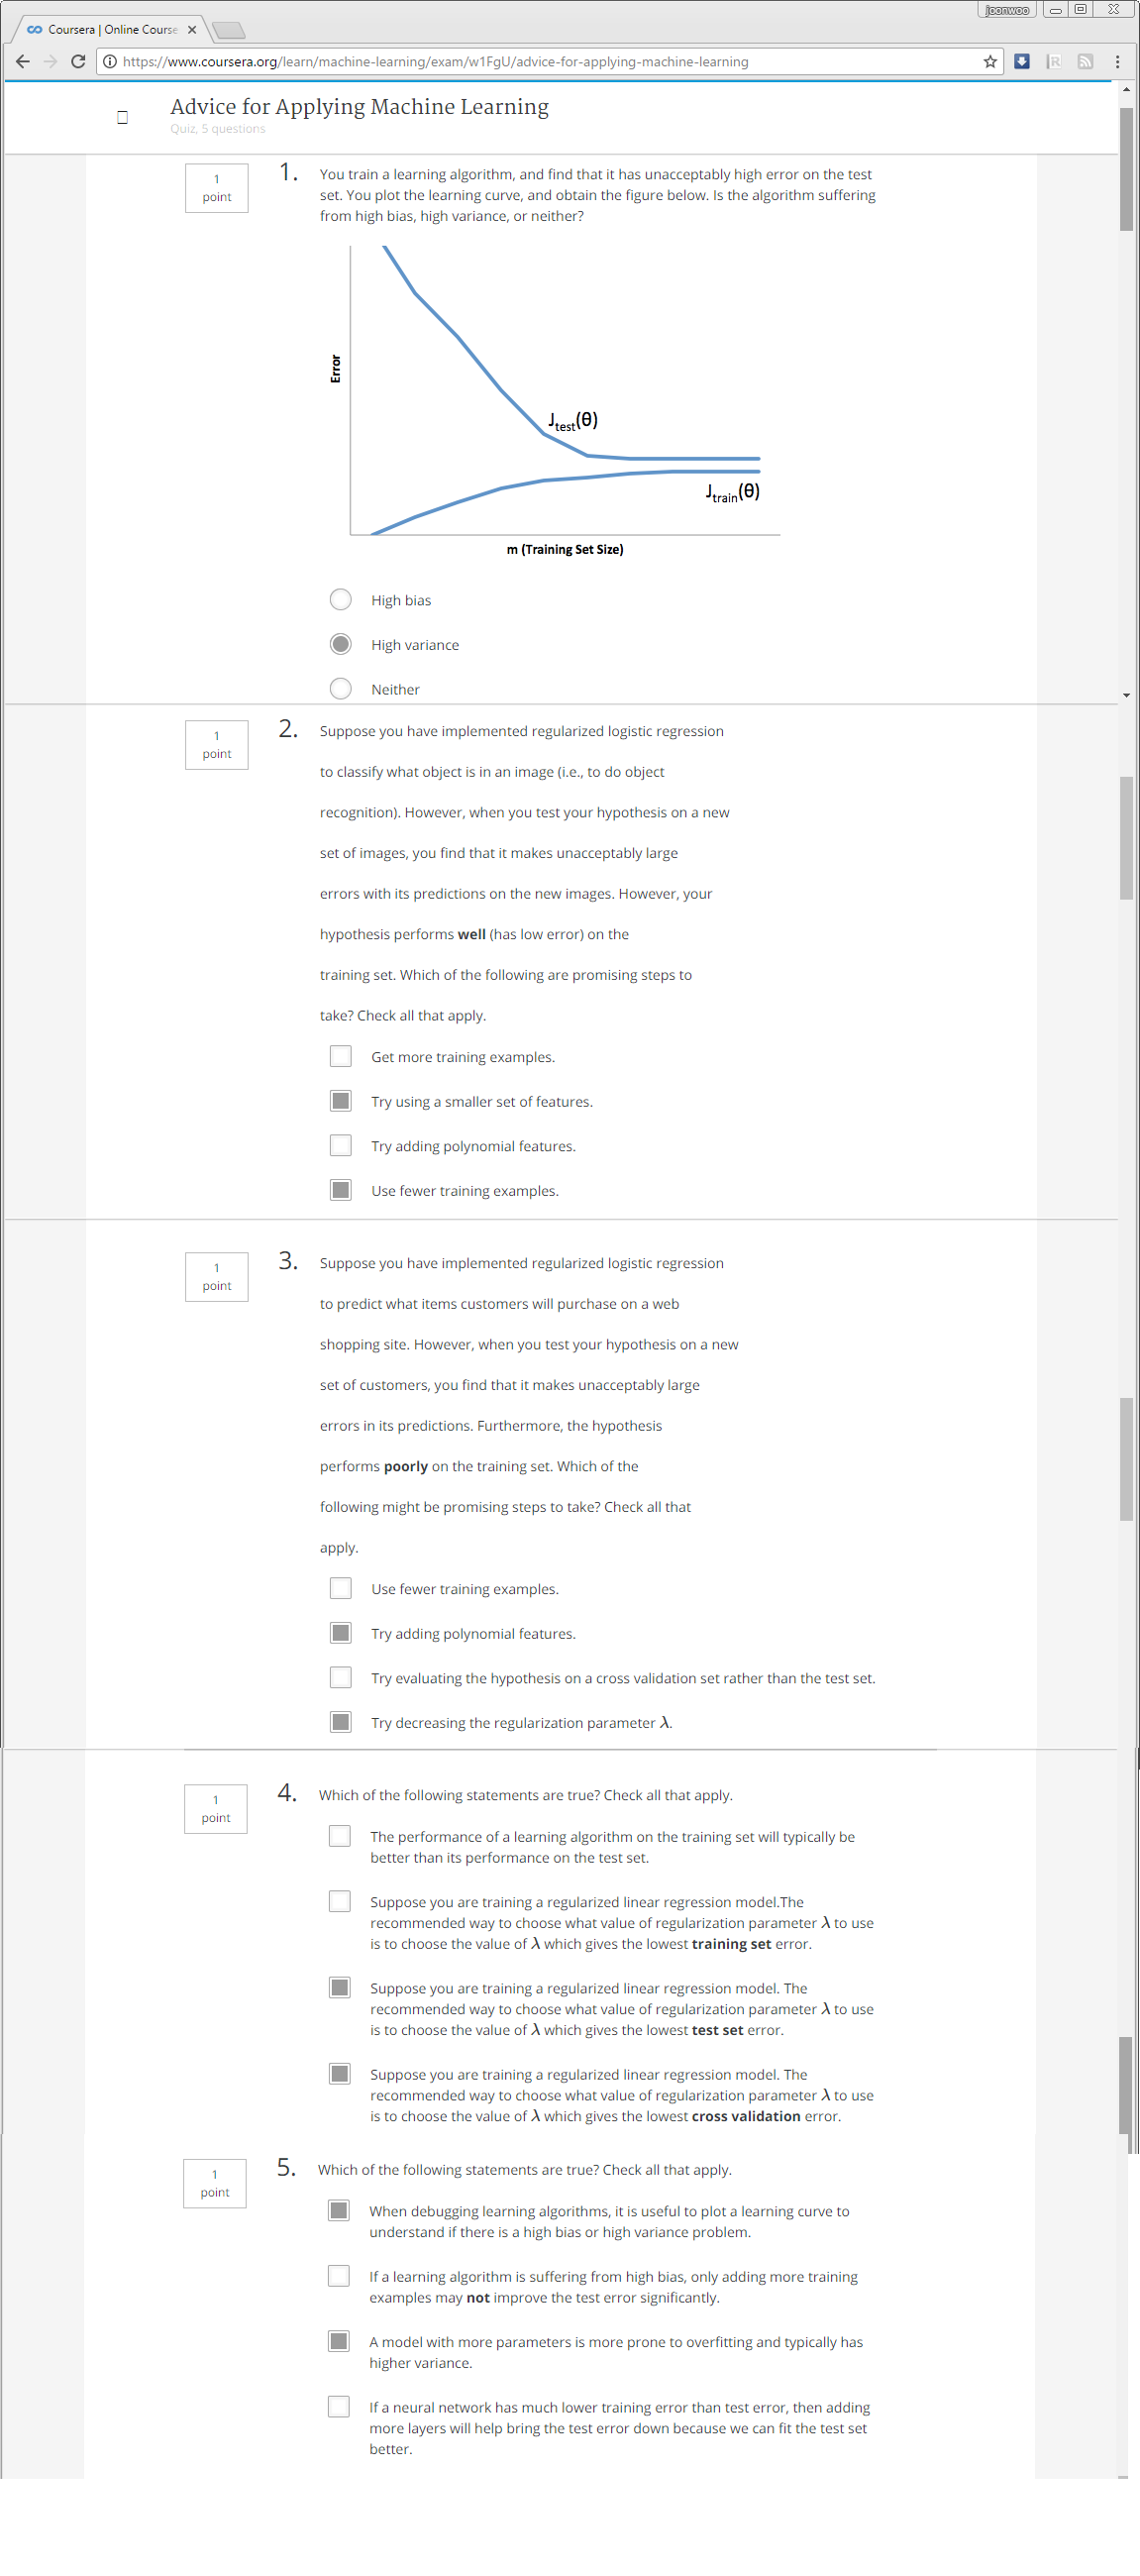 joonwoo
Coursera | Online Course
https://www.coursera.org/learn/machine-learning/exam/w1FgU/advice-for-applying-machine-learning
Advice for Applying Machine Learning
Quiz, 5 questions
1
point
1.
You train a learning algorithm, and find that it has unacceptably high error on the test
set. You plot the learning curve, and obtain the figure below. Is the algorithm suffering
from high bias, high variance, or neither?
Error
Jtest(θ)
Jtrain(θ)
m (Training Set Size)
High bias
High variance
Neither
1
point
2.
Suppose you have implemented regularized logistic regression
to classify what object is in an image (i.e., to do object
recognition). However, when you test your hypothesis on a new
set of images, you find that it makes unacceptably large
errors with its predictions on the new images. However, your
hypothesis performs well (has low error) on the
training set. Which of the following are promising steps to
take? Check all that apply.
Get more training examples.
Try using a smaller set of features.
Try adding polynomial features.
Use fewer training examples.
1
point
3.
Suppose you have implemented regularized logistic regression
to predict what items customers will purchase on a web
shopping site. However, when you test your hypothesis on a new
set of customers, you find that it makes unacceptably large
errors in its predictions. Furthermore, the hypothesis
performs poorly on the training set. Which of the
following might be promising steps to take? Check all that
apply.
Use fewer training examples.
Try adding polynomial features.
Try evaluating the hypothesis on a cross validation set rather than the test set.
Try decreasing the regularization parameter λ.
1
point
4.
Which of the following statements are true? Check all that apply.
The performance of a learning algorithm on the training set will typically be
better than its performance on the test set.
Suppose you are training a regularized linear regression model.The
recommended way to choose what value of regularization parameter λ to use
is to choose the value of λ which gives the lowest training set error.
Suppose you are training a regularized linear regression model. The
recommended way to choose what value of regularization parameter λ to use
is to choose the value of λ which gives the lowest test set error.
Suppose you are training a regularized linear regression model. The
recommended way to choose what value of regularization parameter λ to use
is to choose the value of λ which gives the lowest cross validation error.
1
point
5.
Which of the following statements are true? Check all that apply.
When debugging learning algorithms, it is useful to plot a learning curve to
understand if there is a high bias or high variance problem.
If a learning algorithm is suffering from high bias, only adding more training
examples may not improve the test error significantly.
A model with more parameters is more prone to overfitting and typically has
higher variance.
If a neural network has much lower training error than test error, then adding
more layers will help bring the test error down because we can fit the test set
better.